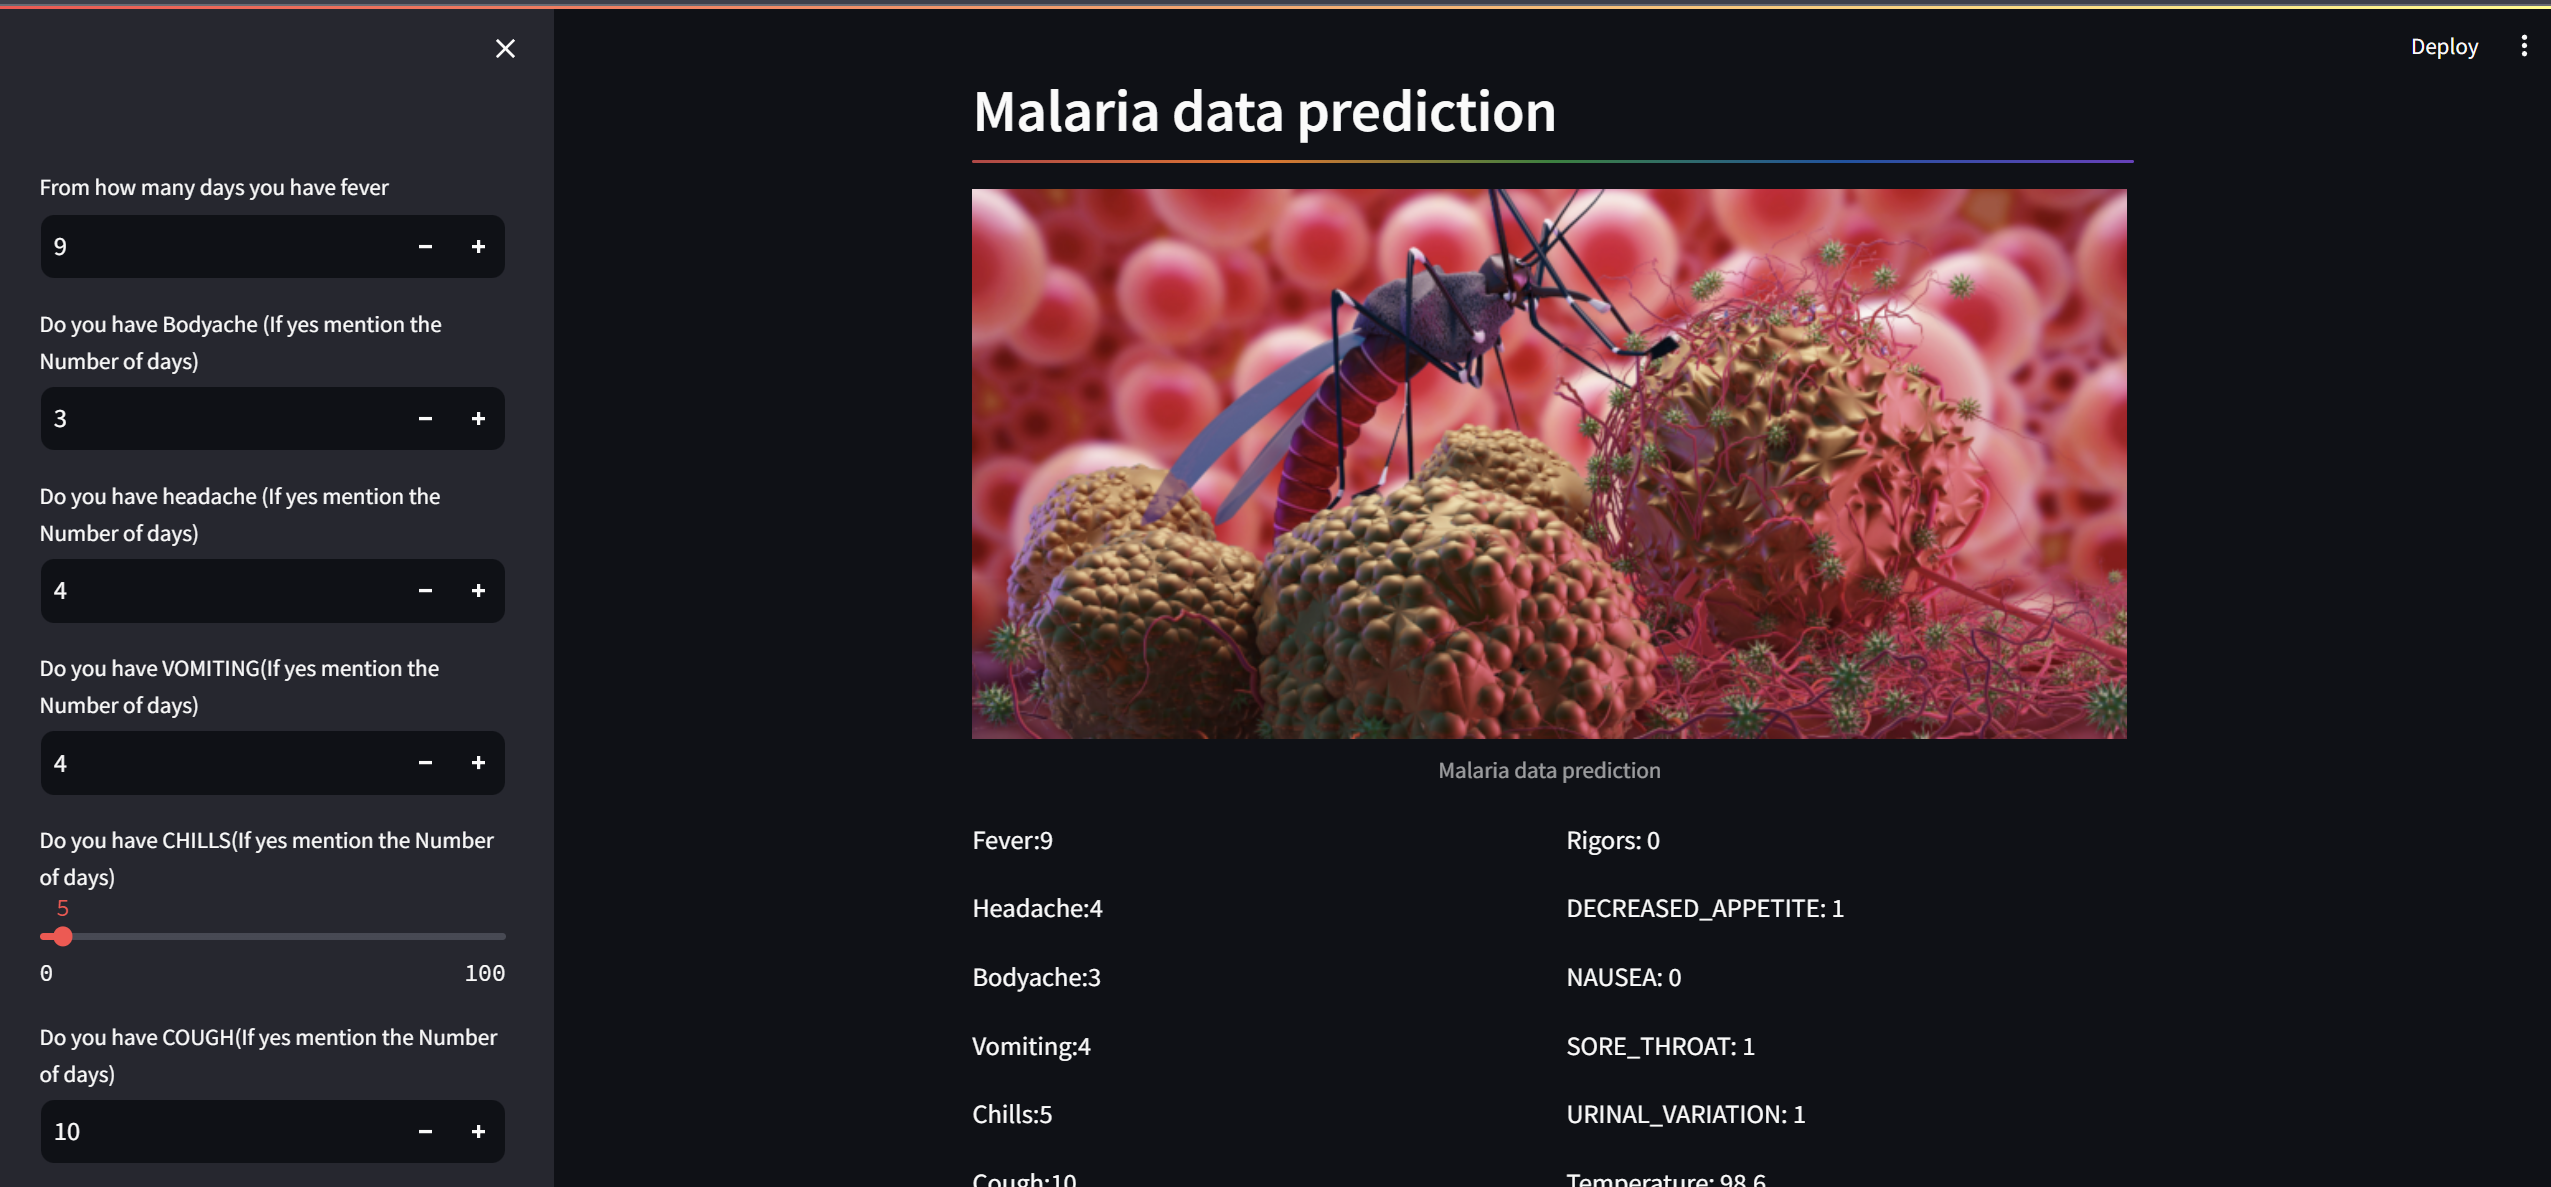 From how many days you have fever
9
Do you have Bodyache (If yes mention the
Number of days)
3
Do you have headache (If yes mention the
Number of days)
4
Do you have VOMITING(If yes mention the
Number of days)
4
Do you have CHILLS(If yes mention the Number
of days)
5
0 100
Do you have COUGH(If yes mention the Number
of days)
10
Deploy
Malaria data prediction
Malaria data prediction
Fever:9
Headache:4
Bodyache:3
Vomiting:4
Chills:5
Cough:10
Rigors: 0
DECREASED_APPETITE: 1
NAUSEA: 0
SORE_THROAT: 1
URINAL_VARIATION: 1
Temperature: 98.6